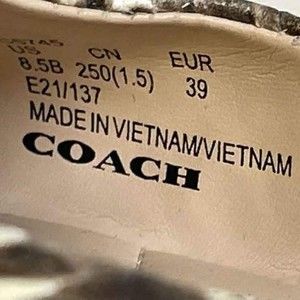 US CN EUR
8.5B 250(1.5) 39
E21/137
MADE IN VIETNAM/VIETNAM
COACH